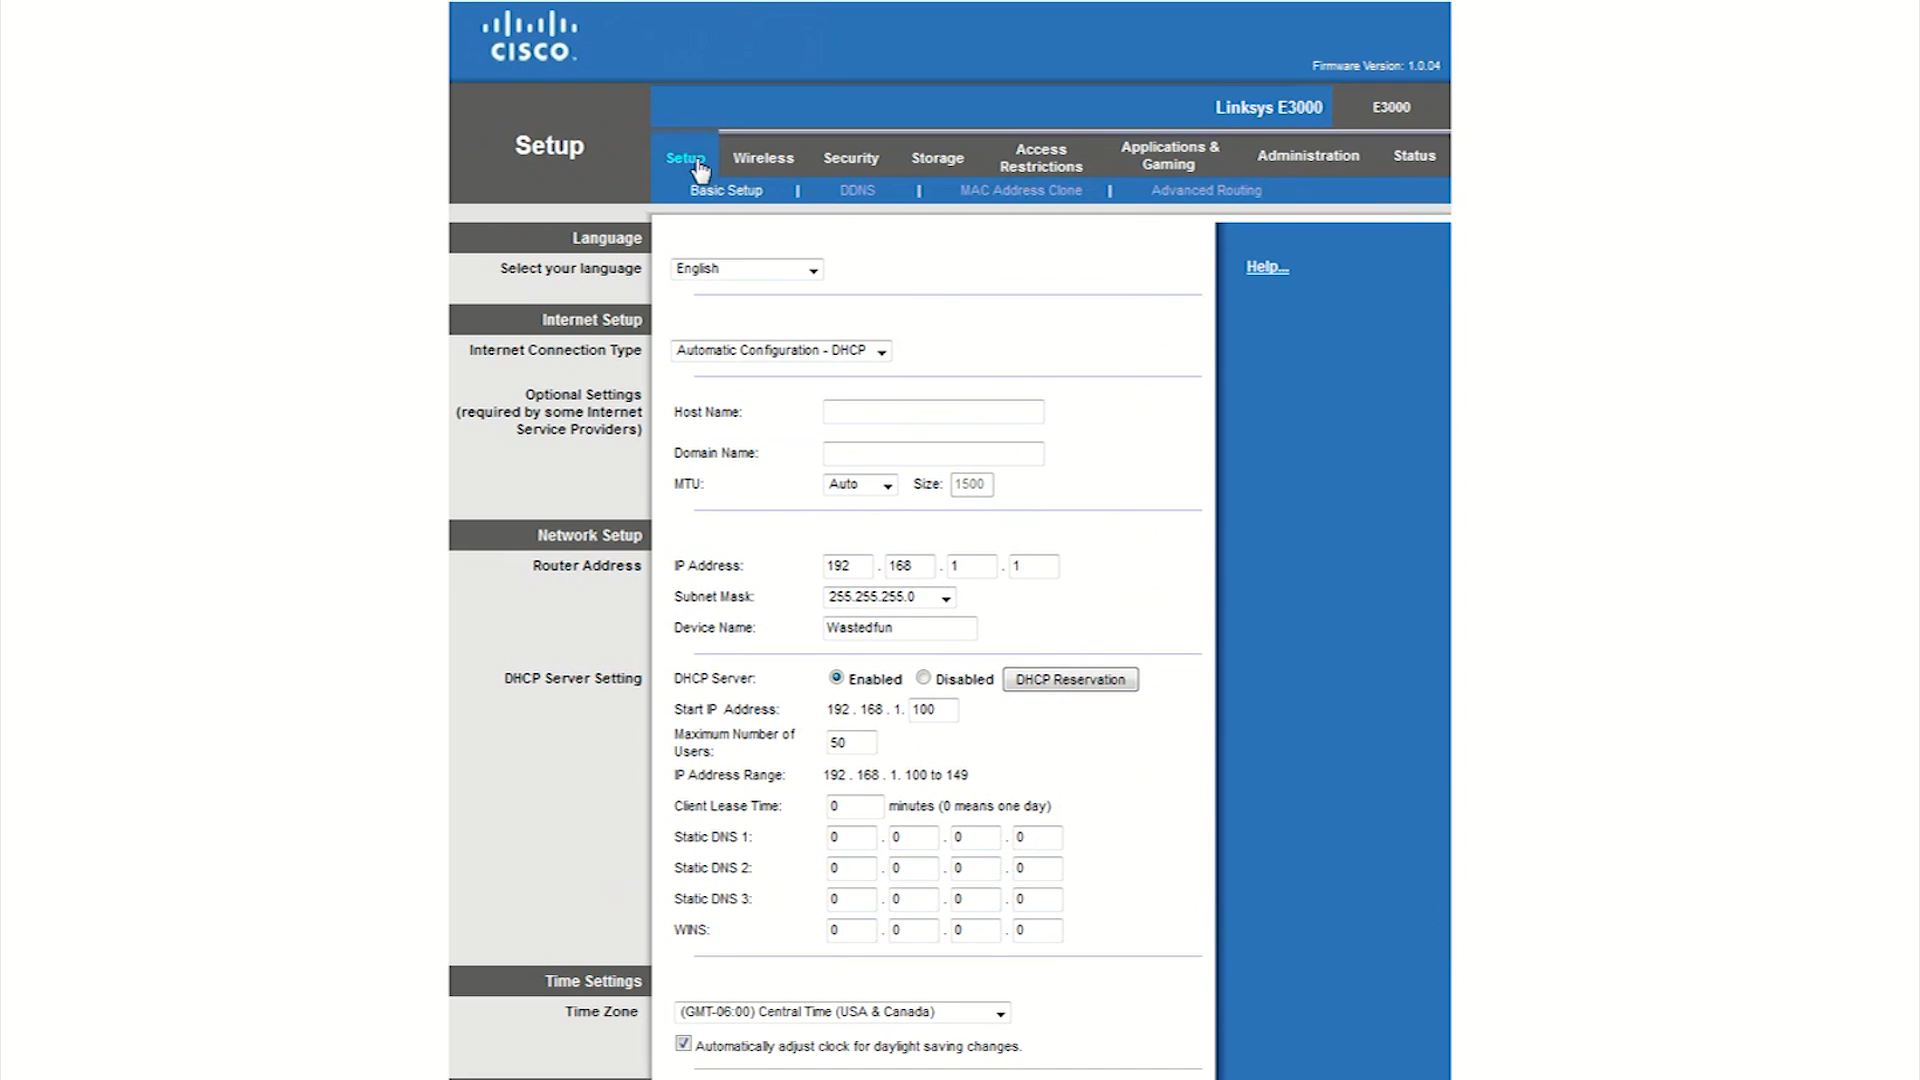 CISCO.
Firmware Version: 1.0.04
Linksys E3000
E3000
Setup
Setup
Wireless
Security
Storage
Access
Restrictions
Applications &
Gaming
Administration
Status
Basic Setup | DDNS | MAC Address Clone | Advanced Routing
Language
Select your language
English
Help...
Internet Setup
Internet Connection Type
Automatic Configuration - DHCP
Optional Settings
(required by some Internet
Service Providers)
Host Name:
Domain Name:
MTU: Auto Size: 1500
Network Setup
Router Address
IP Address: 192 . 168 . 1 . 1
Subnet Mask: 255.255.255.0
Device Name: Wastedfun
DHCP Server Setting
DHCP Server: Enabled Disabled DHCP Reservation
Start IP Address: 192 . 168 . 1. 100
Maximum Number of
Users: 50
IP Address Range: 192 . 168 . 1. 100 to 149
Client Lease Time: 0 minutes (0 means one day)
Static DNS 1: 0 . 0 . 0 . 0
Static DNS 2: 0 . 0 . 0 . 0
Static DNS 3: 0 . 0 . 0 . 0
WINS: 0 . 0 . 0 . 0
Time Settings
Time Zone
(GMT-06:00) Central Time (USA & Canada)
Automatically adjust clock for daylight saving changes.